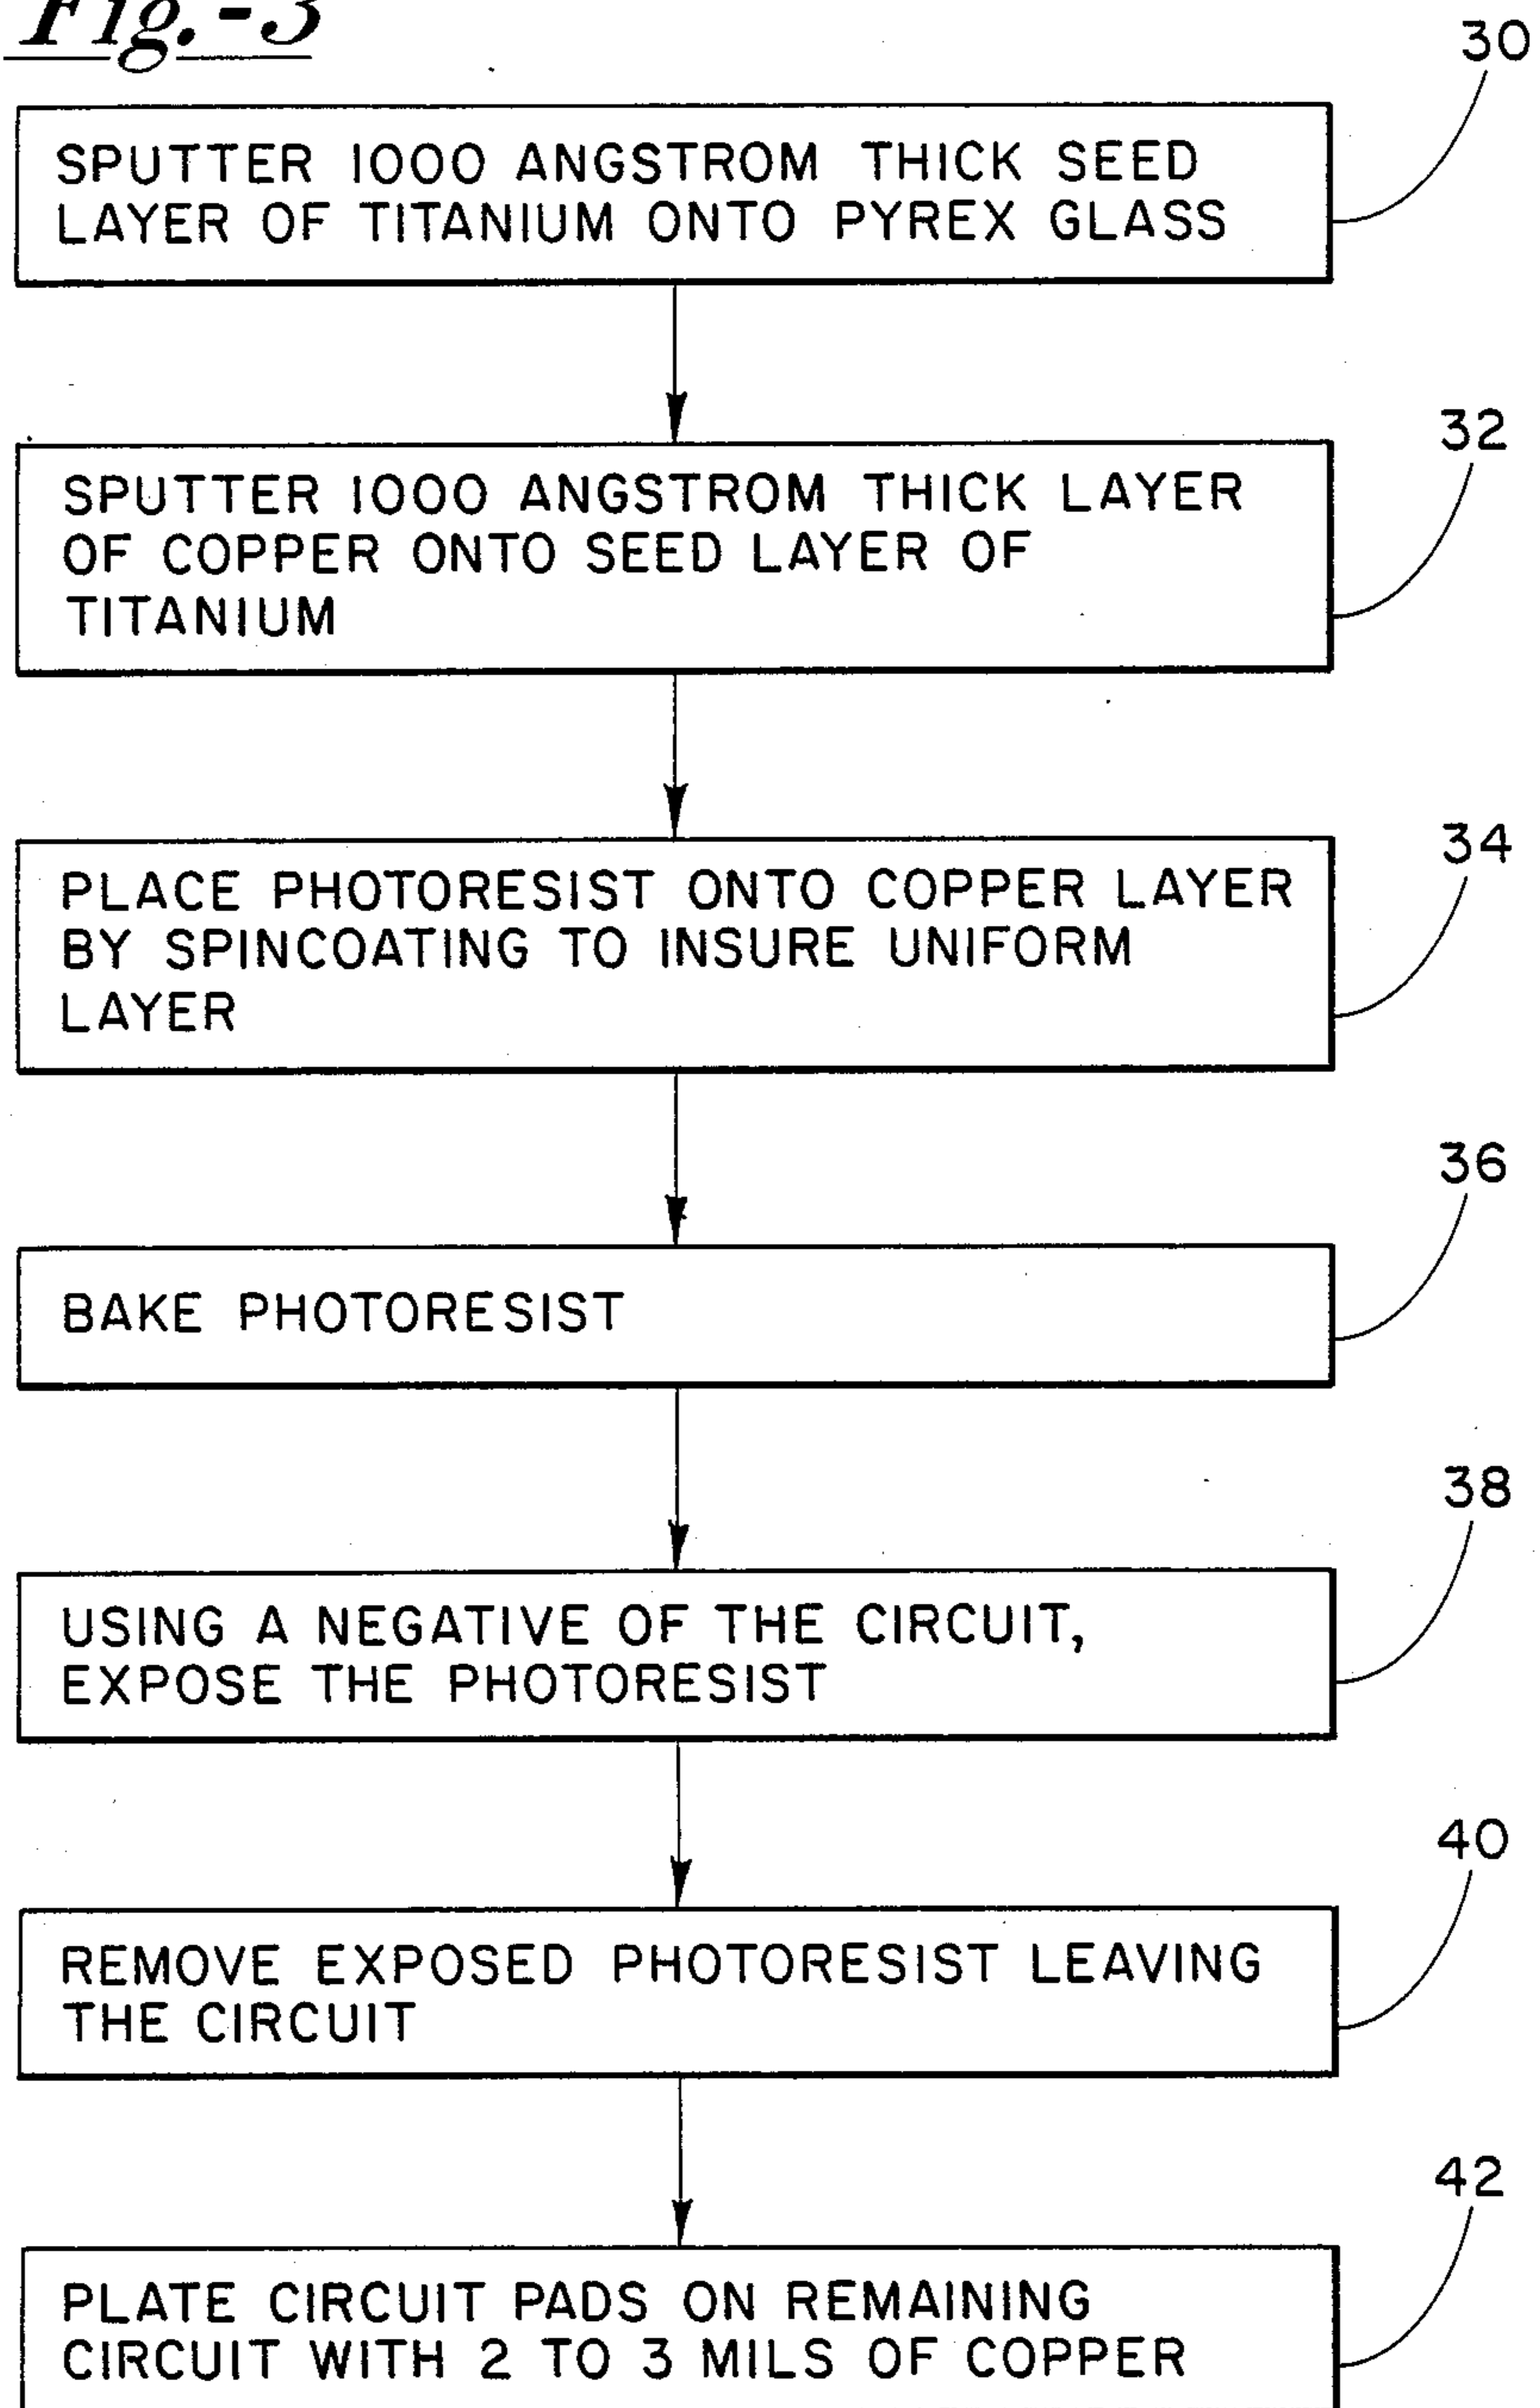 Fig.-3
30
SPUTTER 1000 ANGSTROM THICK SEED
LAYER OF TITANIUM ONTO PYREX GLASS
32
SPUTTER 1000 ANGSTROM THICK LAYER
OF COPPER ONTO SEED LAYER OF
TITANIUM
34
PLACE PHOTORESIST ONTO COPPER LAYER
BY SPINCOATING TO INSURE UNIFORM
LAYER
36
BAKE PHOTORESIST
38
USING A NEGATIVE OF THE CIRCUIT,
EXPOSE THE PHOTORESIST
40
REMOVE EXPOSED PHOTORESIST LEAVING
THE CIRCUIT
42
PLATE CIRCUIT PADS ON REMAINING
CIRCUIT WITH 2 TO 3 MILS OF COPPER